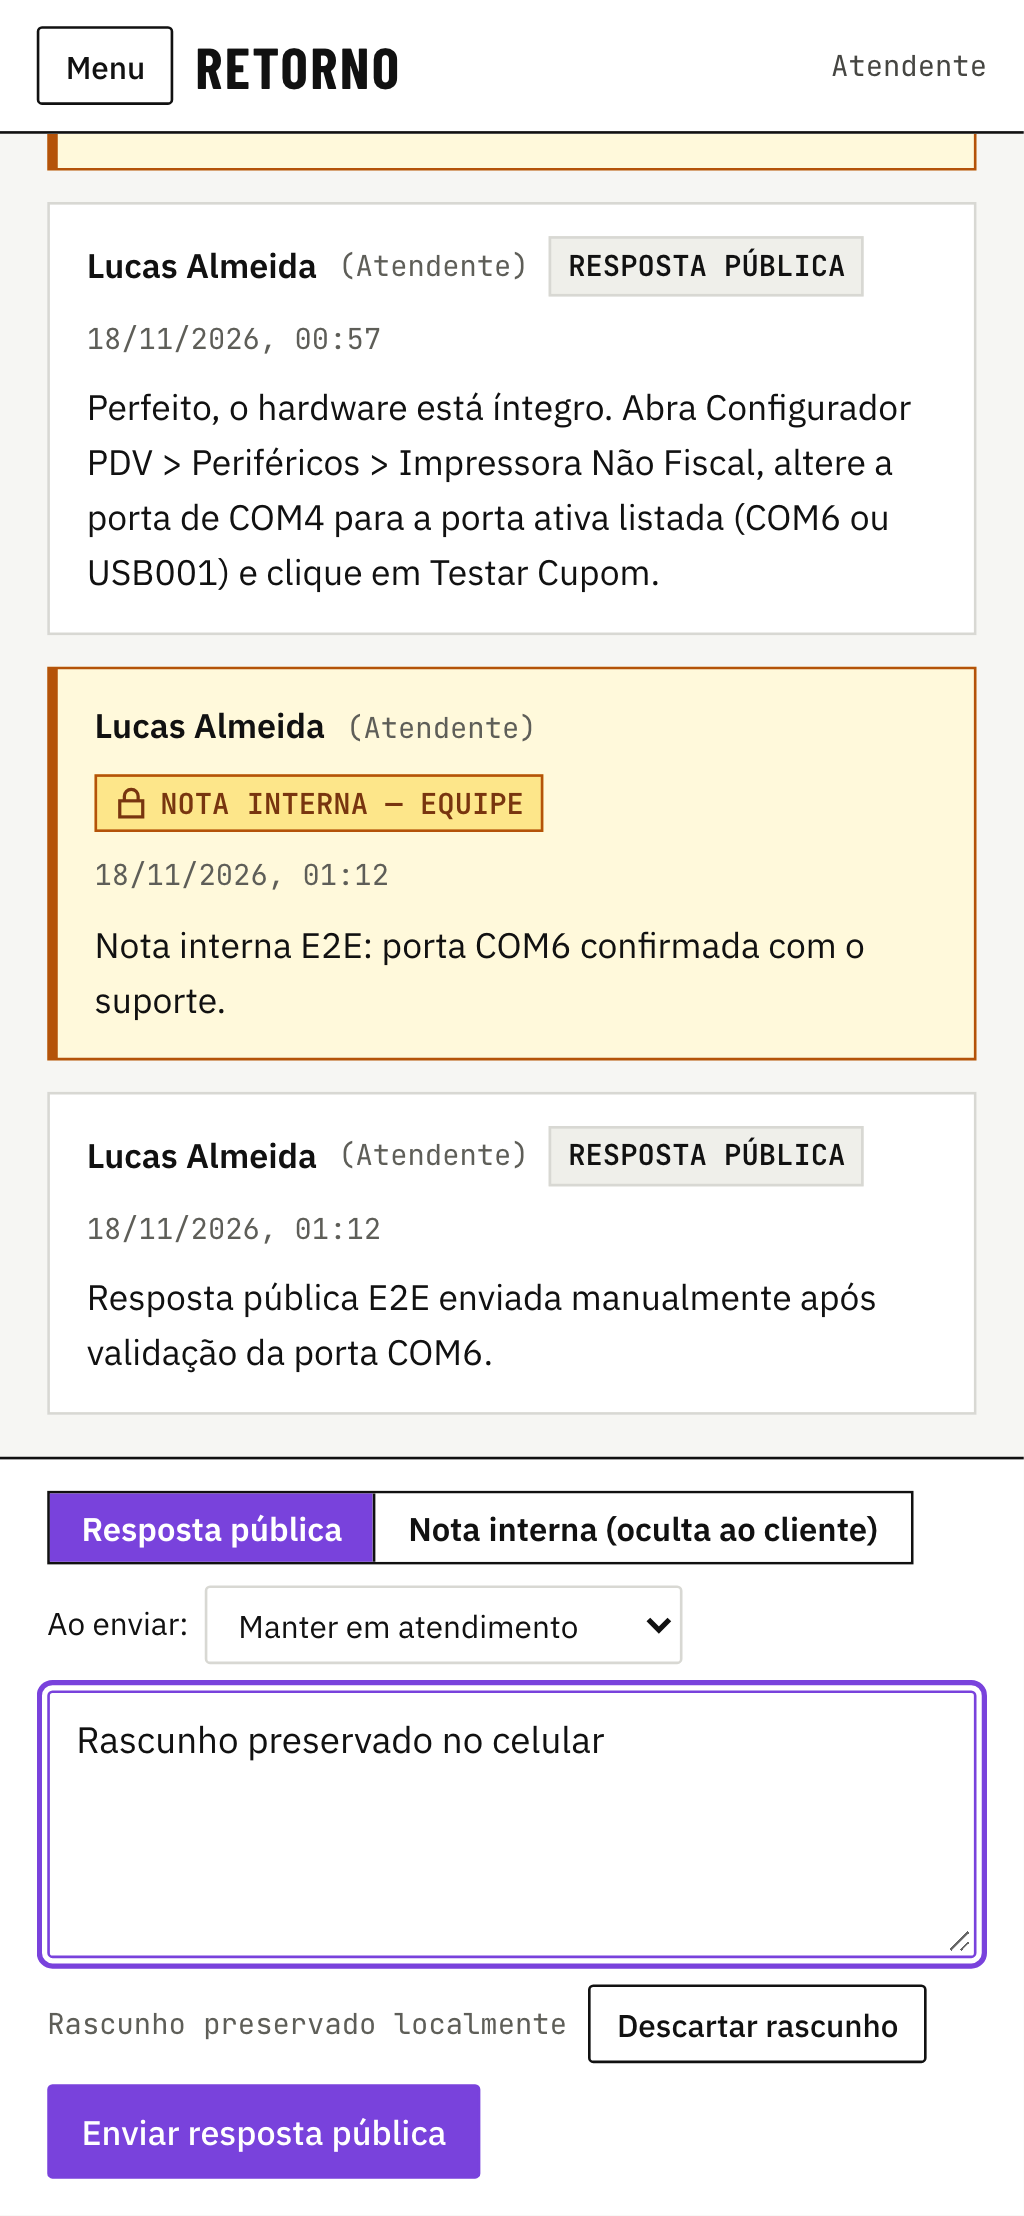 Menu RETORNO Atendente
Lucas Almeida (Atendente) RESPOSTA PÚBLICA
18/11/2026, 00:57
Perfeito, o hardware está íntegro. Abra Configurador
PDV > Periféricos > Impressora Não Fiscal, altere a
porta de COM4 para a porta ativa listada (COM6 ou
USB001) e clique em Testar Cupom.
Lucas Almeida (Atendente)
NOTA INTERNA — EQUIPE
18/11/2026, 01:12
Nota interna E2E: porta COM6 confirmada com o
suporte.
Lucas Almeida (Atendente) RESPOSTA PÚBLICA
18/11/2026, 01:12
Resposta pública E2E enviada manualmente após
validação da porta COM6.
Resposta pública Nota interna (oculta ao cliente)
Ao enviar: Manter em atendimento
Rascunho preservado no celular
Rascunho preservado localmente Descartar rascunho
Enviar resposta pública